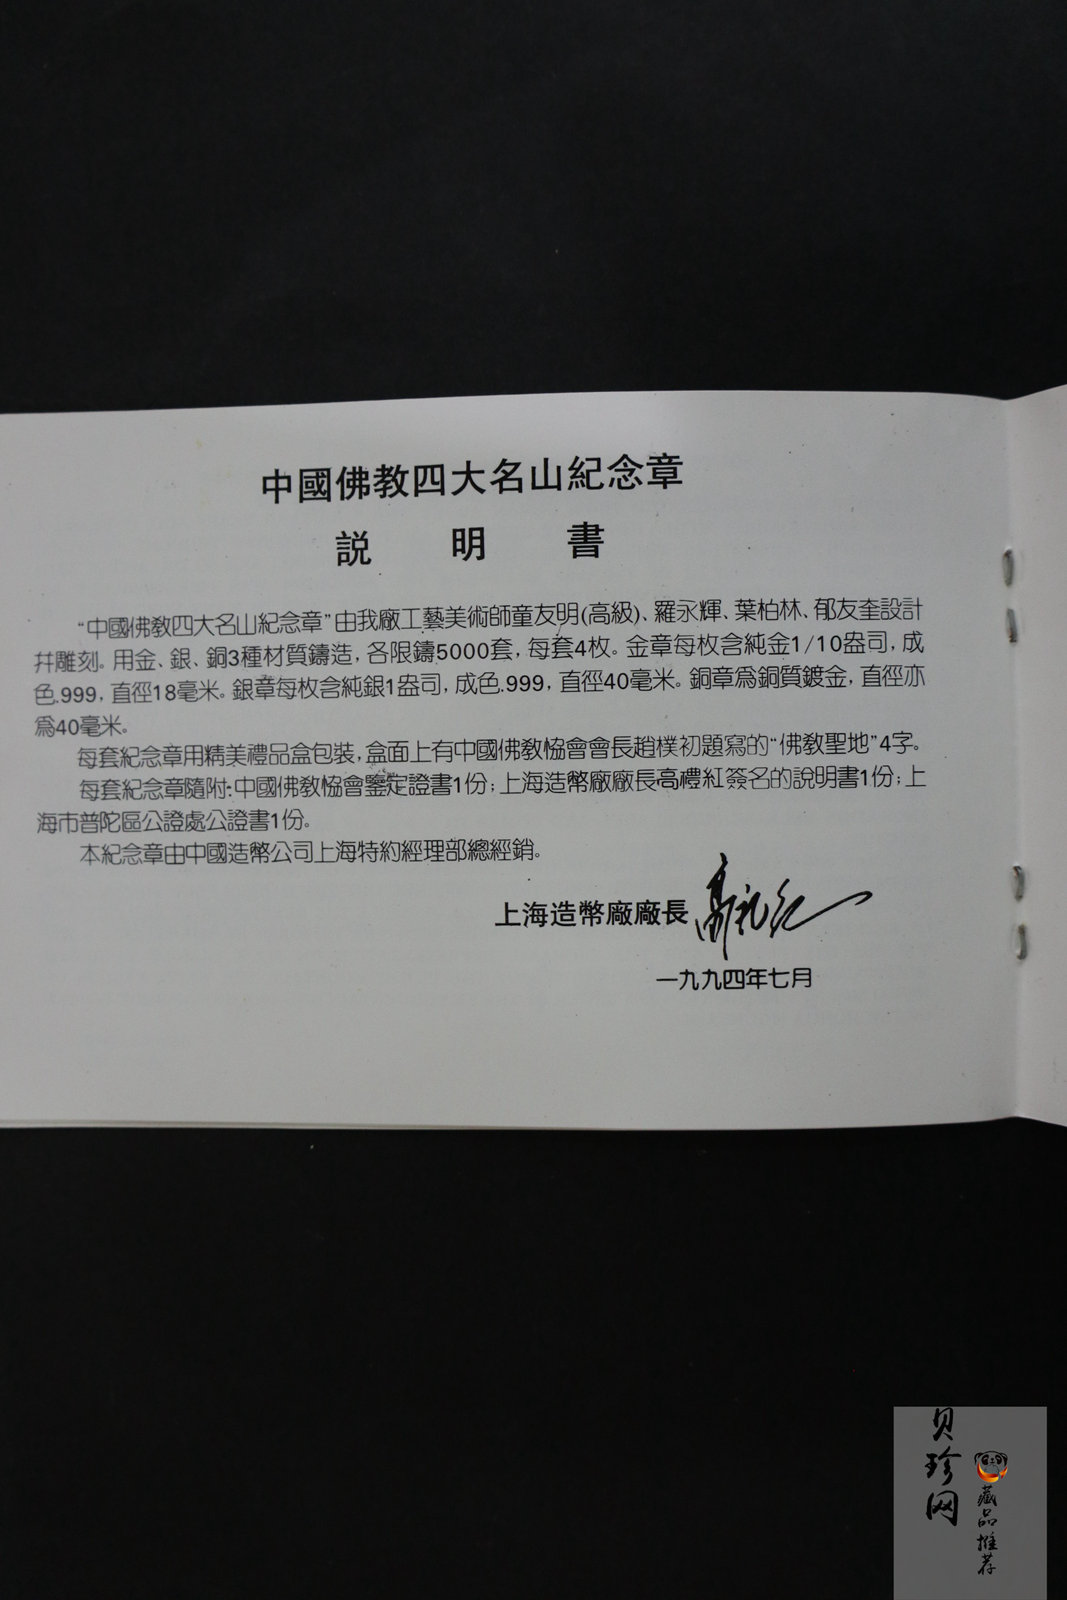 中國佛教四大名山紀念章
説明書
“中國佛教四大名山紀念章”由我廠工藝美術師童友明(高級)、羅永輝、葉柏林、郁友奎設計
幷雕刻。用金、銀、銅3種材質鑄造，各限鑄5000套，每套4枚。金章每枚含純金1/10盎司，成
色.999，直徑18毫米。銀章每枚含純銀1盎司，成色.999，直徑40毫米。銅章爲銅質鍍金，直徑亦
爲40毫米。
每套紀念章用精美禮品盒包裝，盒面上有中國佛教恊會會長趙樸初題寫的“佛教聖地”4字。
每套紀念章隨附：中國佛教恊會鑒定證書1份；上海造幣廠廠長高禮紅簽名的說明書1份；上
海市普陀區公證處公證書1份。
本紀念章由中國造幣公司上海特約經理部總經銷。
上海造幣廠廠長 高礼红
一九九四年七月
贝珍网
藏品推荐